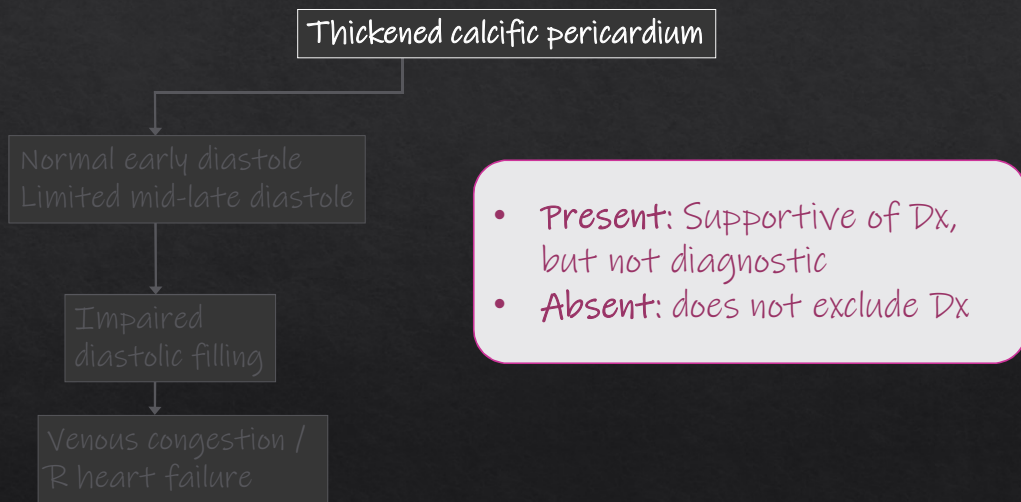 Thickened calcific pericardium
Normal early diastole
Limited mid-late diastole
Impaired
diastolic filling
Venous congestion /
R heart failure
• Present: Supportive of Dx,
but not diagnostic
• Absent: does not exclude Dx